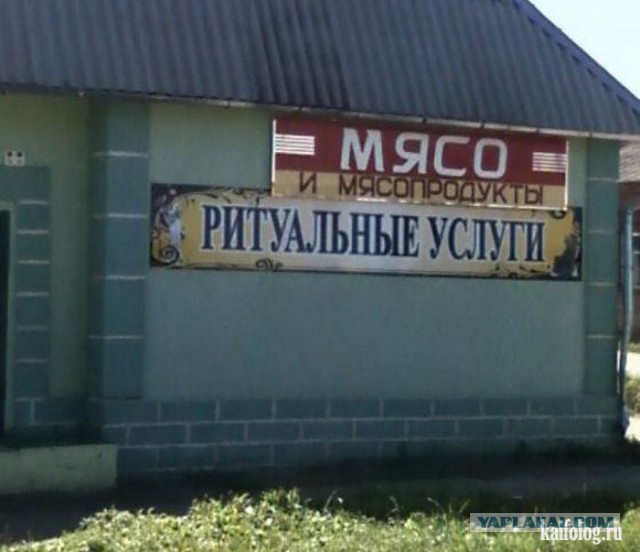 МЯСО
И МЯСОПРОДУКТЫ
РИТУАЛЬНЫЕ УСЛУГИ
YAPLAKAL.COM
kaifolog.ru